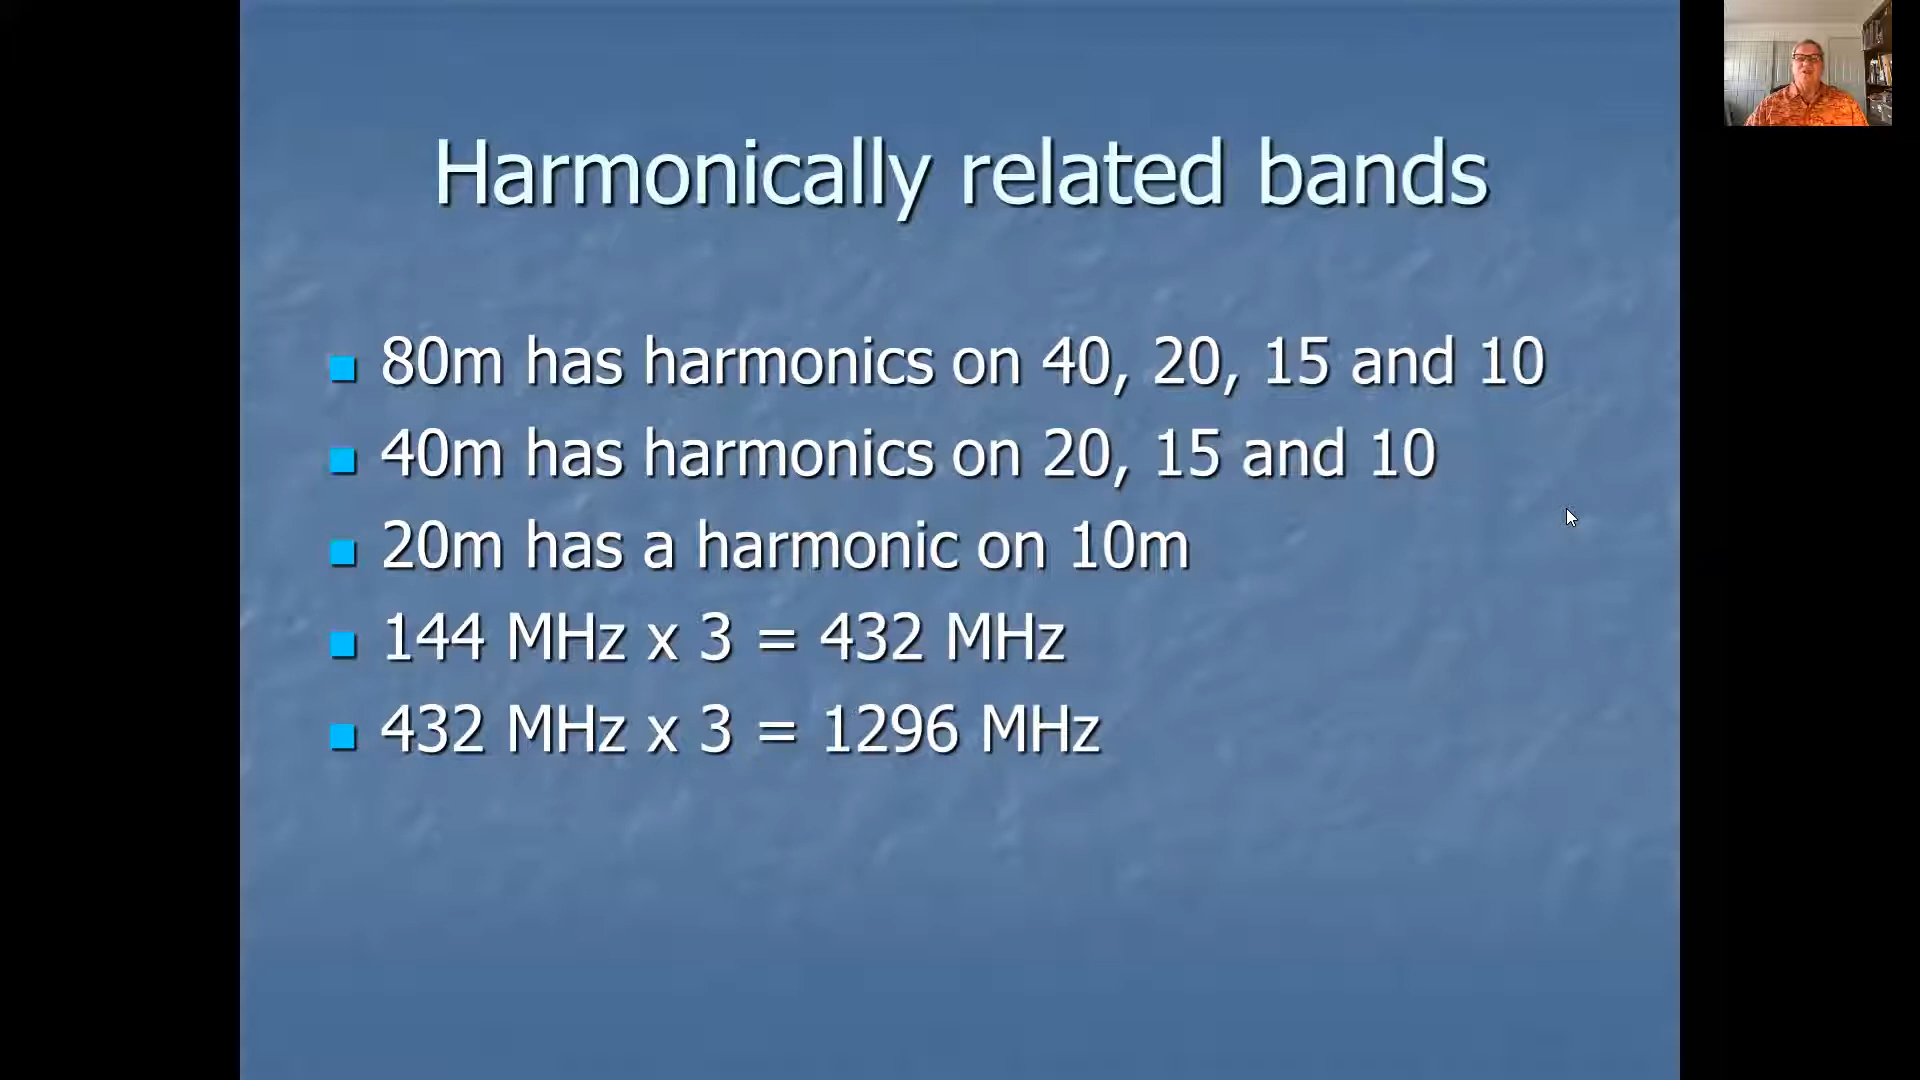 Harmonically related bands
80m has harmonics on 40, 20, 15 and 10
40m has harmonics on 20, 15 and 10
20m has a harmonic on 10m
144 MHz x 3 = 432 MHz
432 MHz x 3 = 1296 MHz